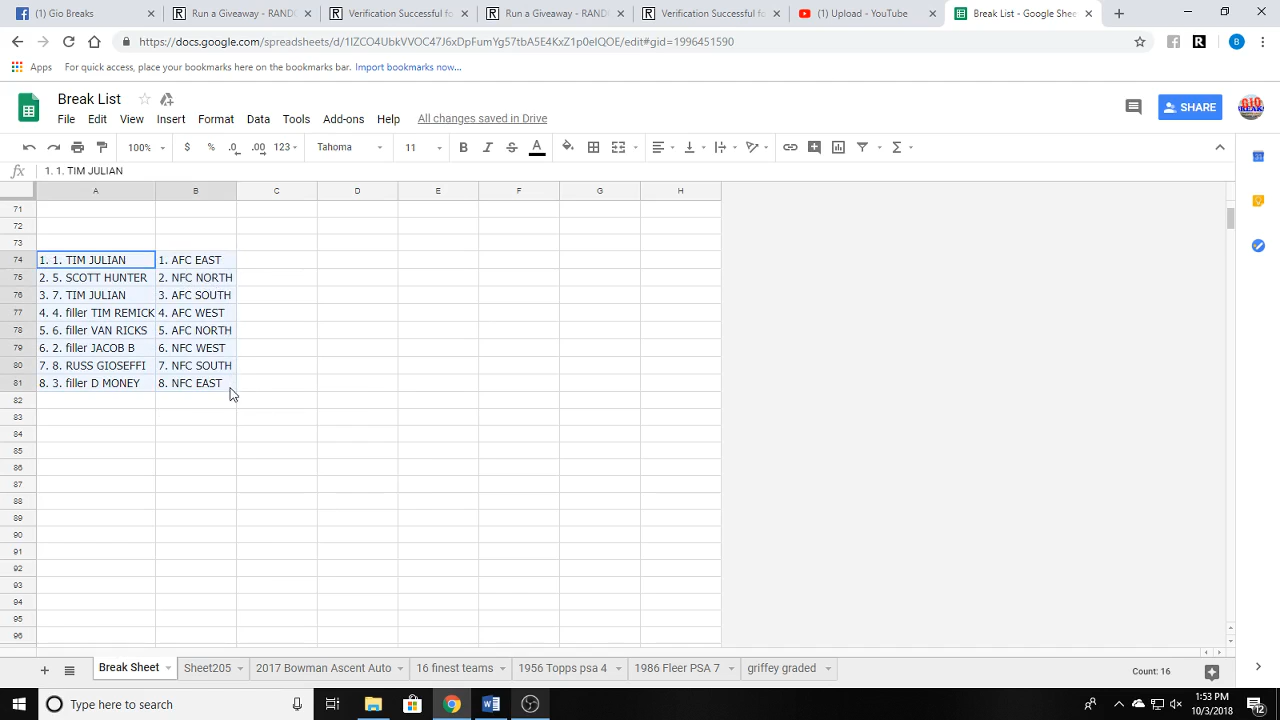 (1) Gio Breaks
Run a Giveaway - RAND
Verification Successful fo
Run a Giveaway - RAND
Verification Successful fo
(1) Upload - YouTube
Break List - Google Shee
https://docs.google.com/spreadsheets/d/1IZCO4UbkVVOC47J6xDpFumYg57tbA5E4KxZ1p0eIQOE/edit#gid=1996451590
B
Apps For quick access, place your bookmarks here on the bookmarks bar. Import bookmarks now...
Break List
SHARE
File Edit View Insert Format Data Tools Add-ons Help All changes saved in Drive
100% $ % .0 .00 123 Tahoma 11 B I S A
fx 1. 1. TIM JULIAN
A B C D E F G H
71
72
73
74 1. 1. TIM JULIAN 1. AFC EAST
75 2. 5. SCOTT HUNTER 2. NFC NORTH
76 3. 7. TIM JULIAN 3. AFC SOUTH
77 4. 4. filler TIM REMICK 4. AFC WEST
78 5. 6. filler VAN RICKS 5. AFC NORTH
79 6. 2. filler JACOB B 6. NFC WEST
80 7. 8. RUSS GIOSEFFI 7. NFC SOUTH
81 8. 3. filler D MONEY 8. NFC EAST
82
83
84
85
86
87
88
89
90
91
92
93
94
95
96
Break Sheet Sheet205 2017 Bowman Ascent Auto 16 finest teams 1956 Topps psa 4 1986 Fleer PSA 7 griffey graded Count: 16
Type here to search
1:53 PM
10/3/2018
12